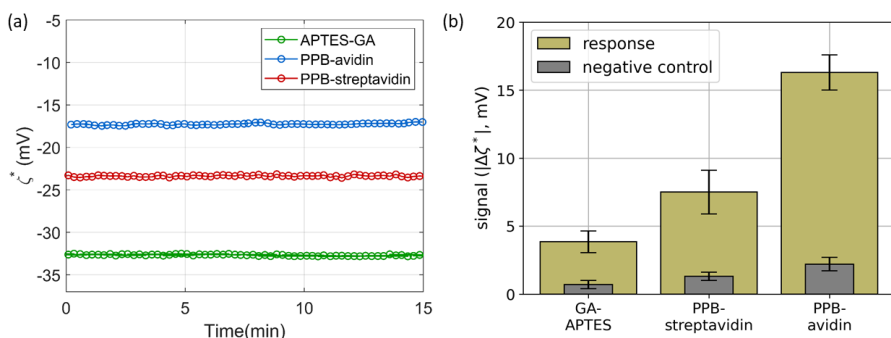 (a)
-5
-10
-15
-20
-25
-30
-35
ζ* (mV)
0
5
10
15
Time(min)
APTES-GA
PPB-avidin
PPB-streptavidin
(b)
20
15
10
5
0
signal (|Δζ*|, mV)
response
negative control
GA-
APTES
PPB-
streptavidin
PPB-
avidin